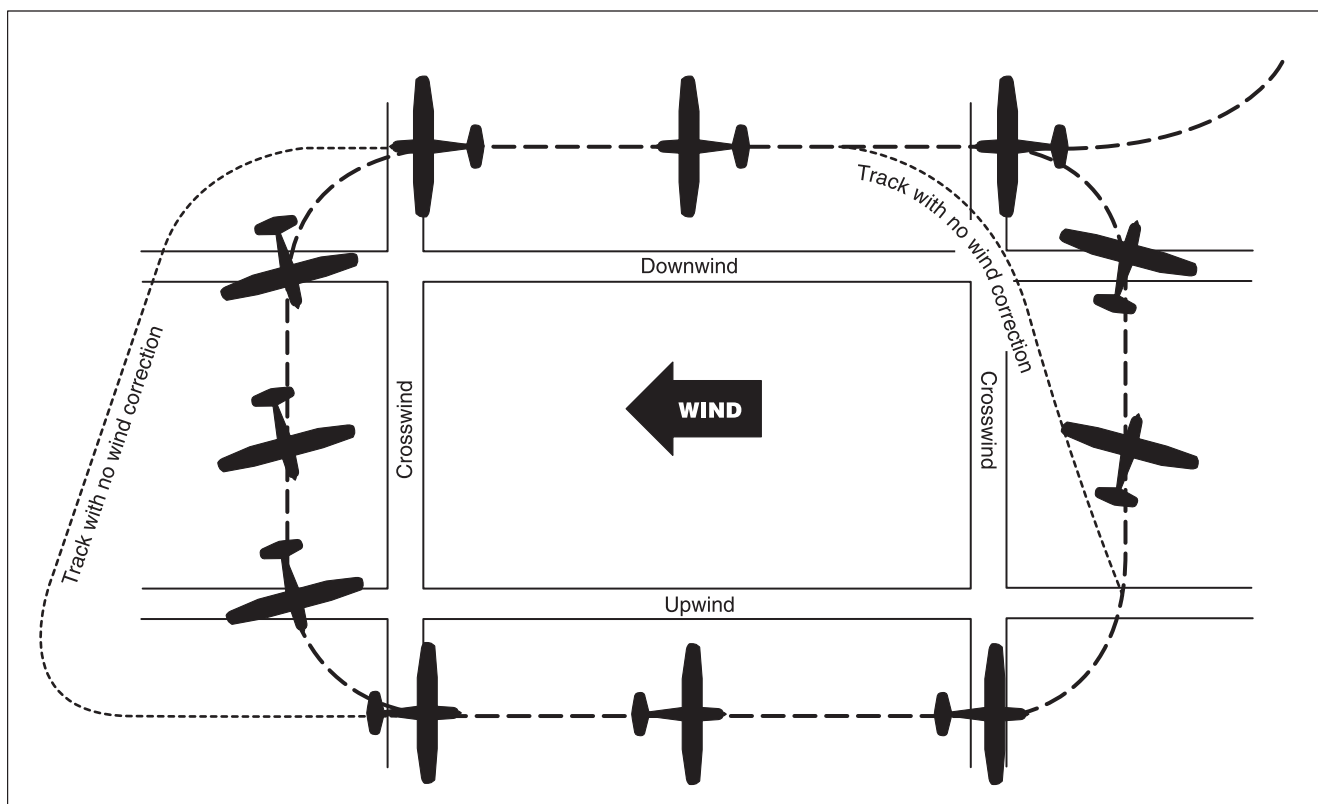 Track with no wind correction
Downwind
Track with no wind correction
Crosswind
WIND
Crosswind
Upwind